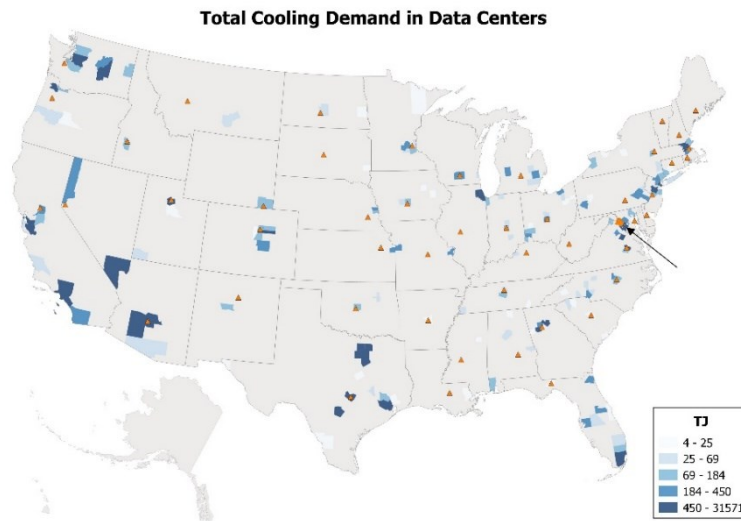 Total Cooling Demand in Data Centers
TJ
4 - 25
25 - 69
69 - 184
184 - 450
450 - 31571